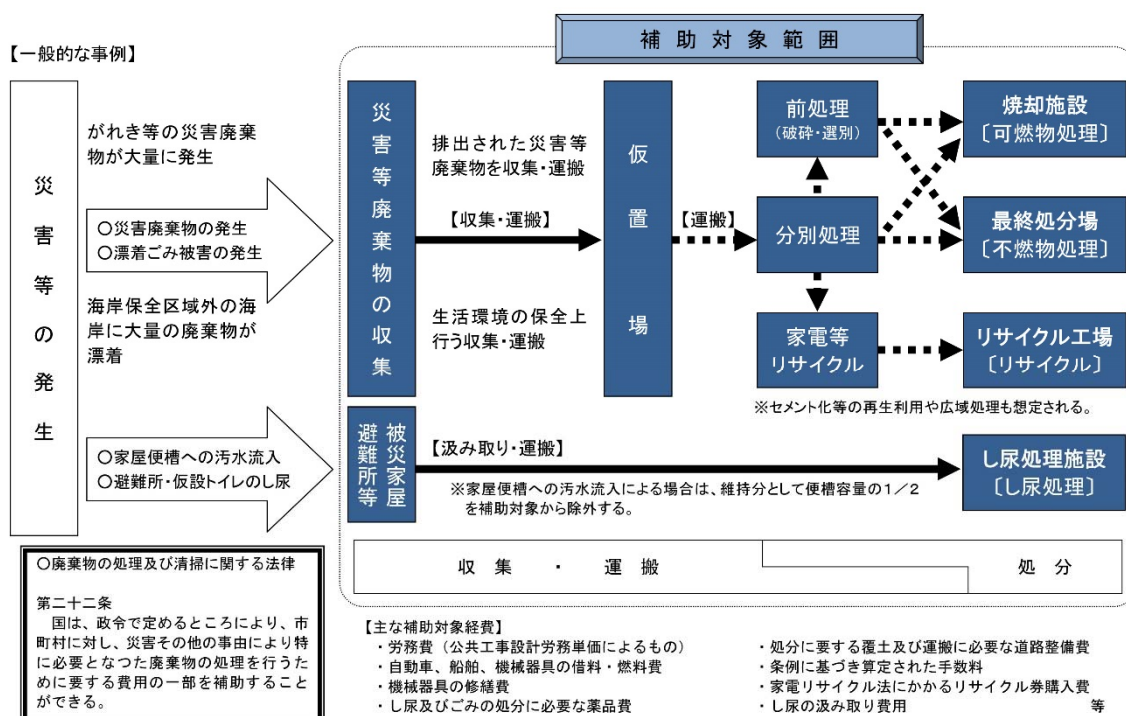 補助対象範囲
【一般的な事例】
災害等の発生
がれき等の災害廃棄
物が大量に発生
○災害廃棄物の発生
○漂着ごみ被害の発生
海岸保全区域外の海
岸に大量の廃棄物が
漂着
○家屋便槽への汚水流入
○避難所・仮設トイレのし尿
災害等廃棄物の収集
排出された災害等
廃棄物を収集・運搬
【収集・運搬】
生活環境の保全上
行う収集・運搬
仮置場
【運搬】
前処理
(破砕・選別)
分別処理
家電等
リサイクル
焼却施設
〔可燃物処理〕
最終処分場
〔不燃物処理〕
リサイクル工場
〔リサイクル〕
※セメント化等の再生利用や広域処理も想定される。
被災家屋
避難所等
【汲み取り・運搬】
※家屋便槽への汚水流入による場合は、維持分として便槽容量の1/2
を補助対象から除外する。
し尿処理施設
〔し尿処理〕
収集・運搬
処分
○廃棄物の処理及び清掃に関する法律
第二十二条
国は、政令で定めるところにより、市
町村に対し、災害その他の事由により特
に必要となつた廃棄物の処理を行うた
めに要する費用の一部を補助すること
ができる。
【主な補助対象経費】
・労務費(公共工事設計労務単価によるもの)
・自動車、船舶、機械器具の借料・燃料費
・機械器具の修繕費
・し尿及びごみの処分に必要な薬品費
・処分に要する覆土及び運搬に必要な道路整備費
・条例に基づき算定された手数料
・家電リサイクル法にかかるリサイクル券購入費
・し尿の汲み取り費用 等